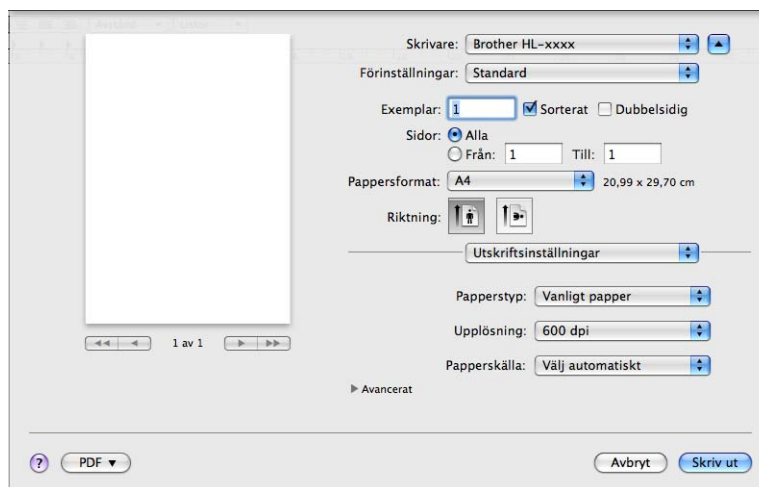 Skrivare: Brother HL-xxxx
Förinställningar: Standard
Exemplar: 1 Sorterat Dubbelsidig
Sidor: Alla
Från: 1 Till: 1
Pappersformat: A4 20,99 x 29,70 cm
Riktning:
Utskriftsinställningar
Papperstyp: Vanligt papper
Upplösning: 600 dpi
Papperskälla: Välj automatiskt
Avancerat
1 av 1
? PDF Avbryt Skriv ut